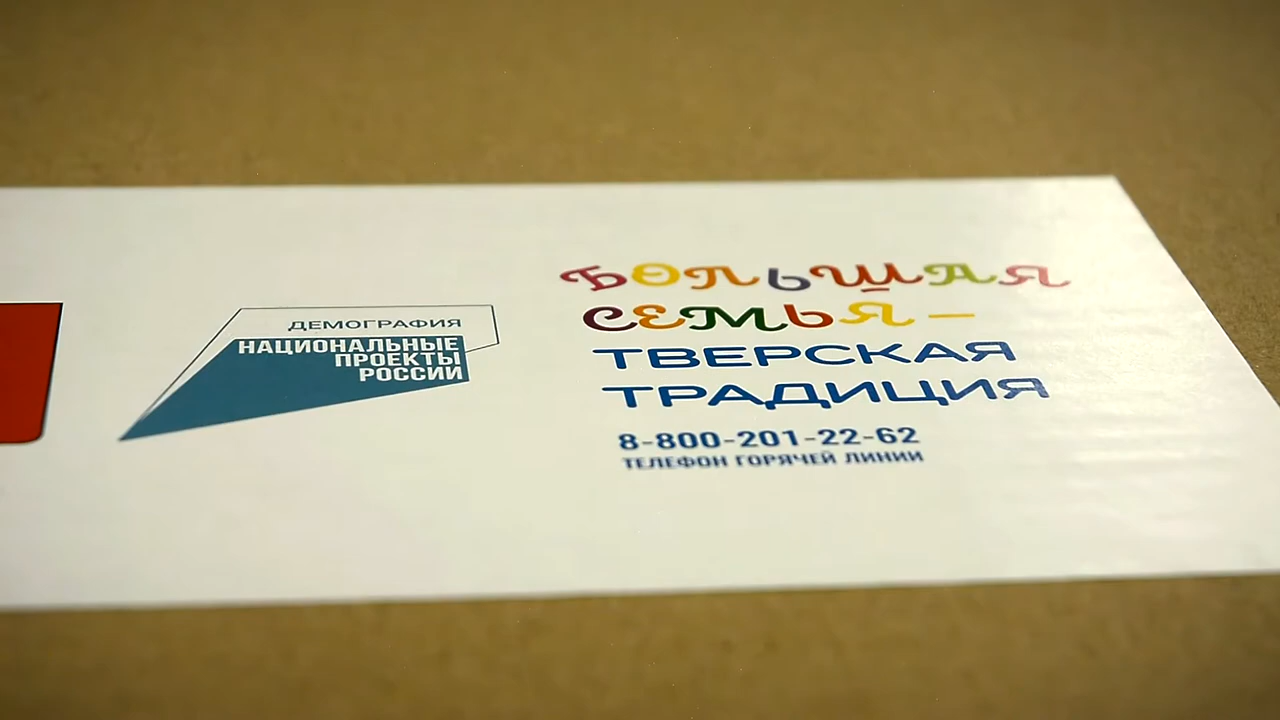 ДЕМОГРАФИЯ
НАЦИОНАЛЬНЫЕ
ПРОЕКТЫ
РОССИИ
БОЛЬШАЯ
СЕМЬЯ –
ТВЕРСКАЯ
ТРАДИЦИЯ
8-800-201-22-62
ТЕЛЕФОН ГОРЯЧЕЙ ЛИНИИ